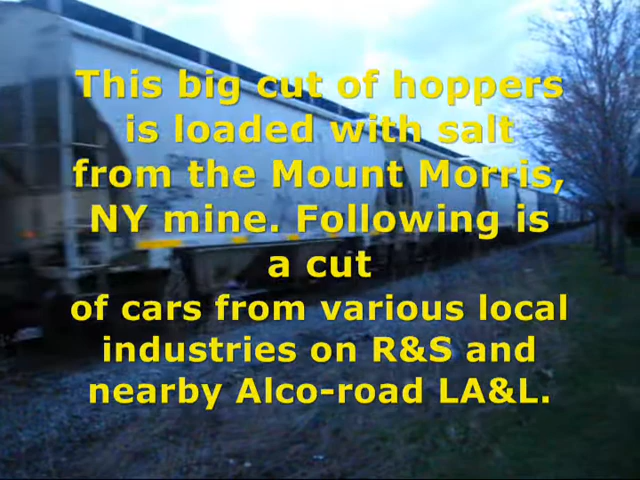 This big cut of hoppers
is loaded with salt
from the Mount Morris,
NY mine. Following is
a cut
of cars from various local
industries on R&S and
nearby Alco-road LA&L.